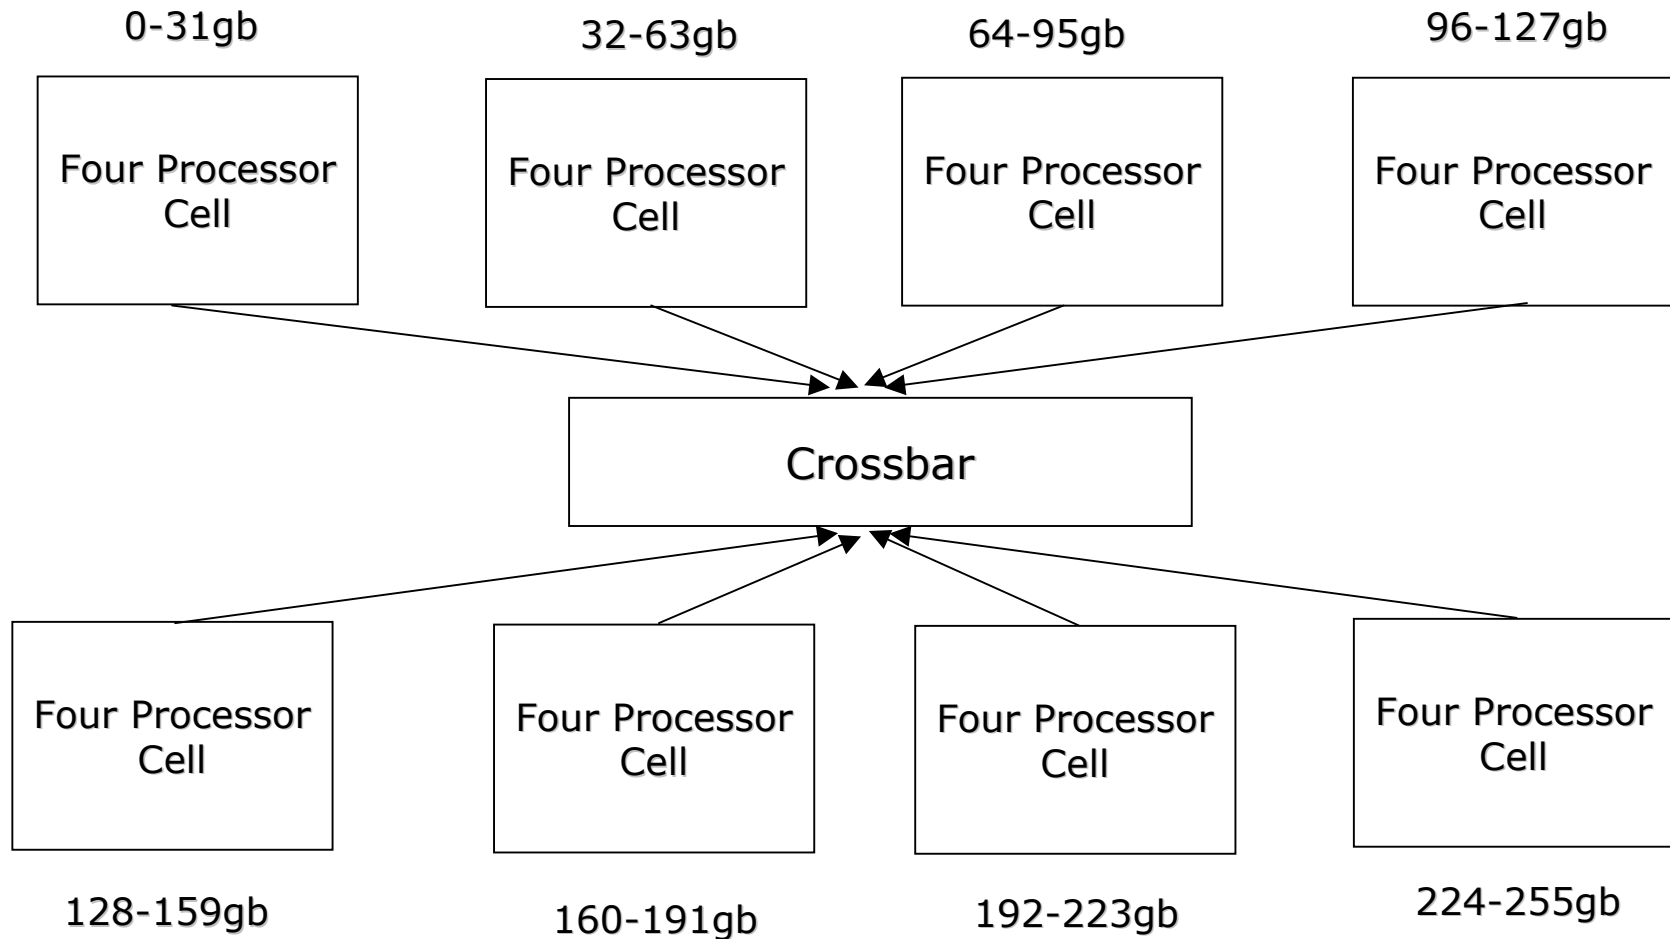 0-31gb
32-63gb
64-95gb
96-127gb
Four Processor
Cell
Four Processor
Cell
Four Processor
Cell
Four Processor
Cell
Crossbar
Four Processor
Cell
Four Processor
Cell
Four Processor
Cell
Four Processor
Cell
128-159gb
160-191gb
192-223gb
224-255gb